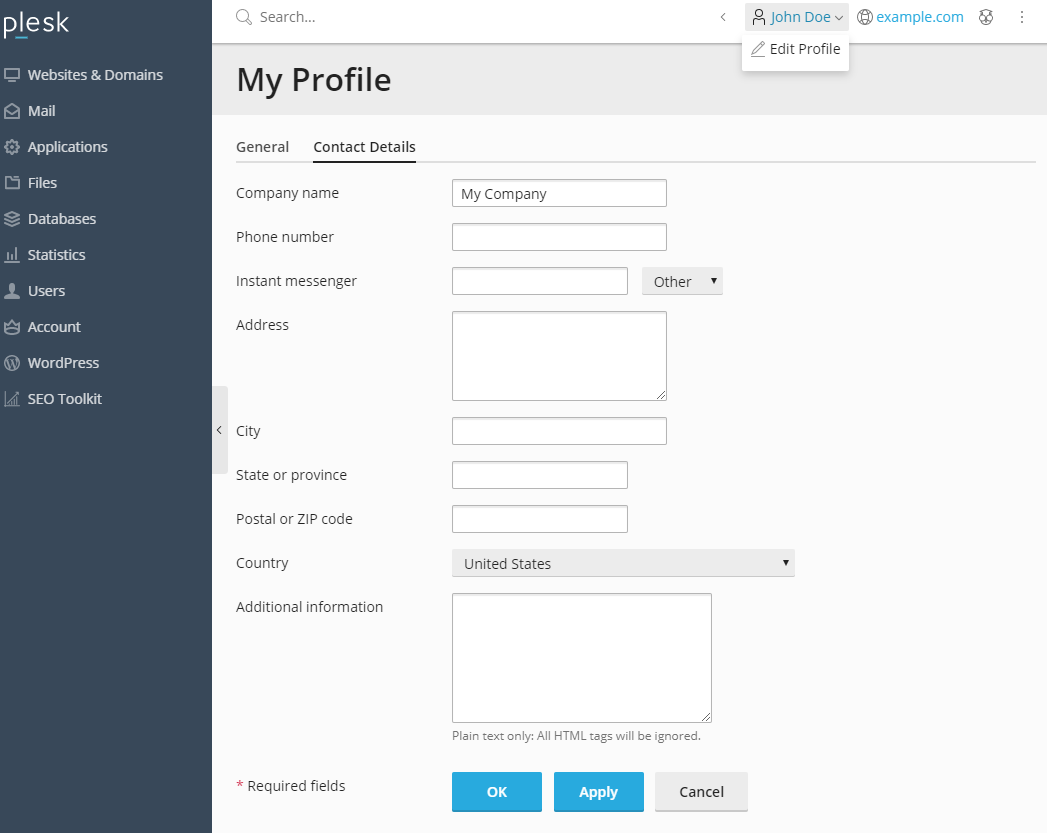 plesk
Search...
John Doe
example.com
Edit Profile
Websites & Domains
Mail
Applications
Files
Databases
Statistics
Users
Account
WordPress
SEO Toolkit
My Profile
General
Contact Details
Company name
My Company
Phone number
Instant messenger
Other
Address
City
State or province
Postal or ZIP code
Country
United States
Additional information
Plain text only: All HTML tags will be ignored.
* Required fields
OK
Apply
Cancel